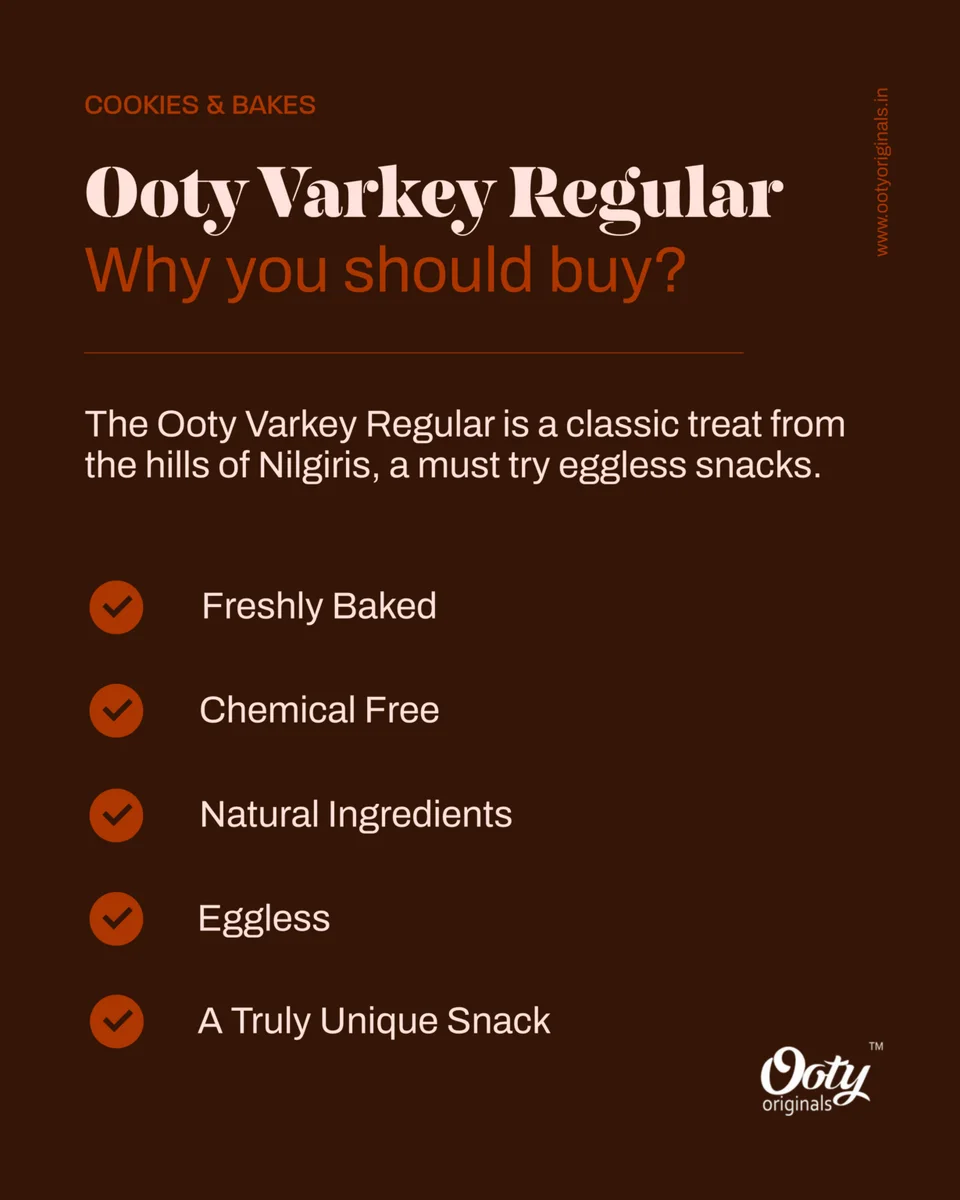 COOKIES & BAKES
www.ootyoriginals.in
Ooty Varkey Regular
Why you should buy?
The Ooty Varkey Regular is a classic treat from
the hills of Nilgiris, a must try eggless snacks.
Freshly Baked
Chemical Free
Natural Ingredients
Eggless
A Truly Unique Snack
Ooty TM
originals